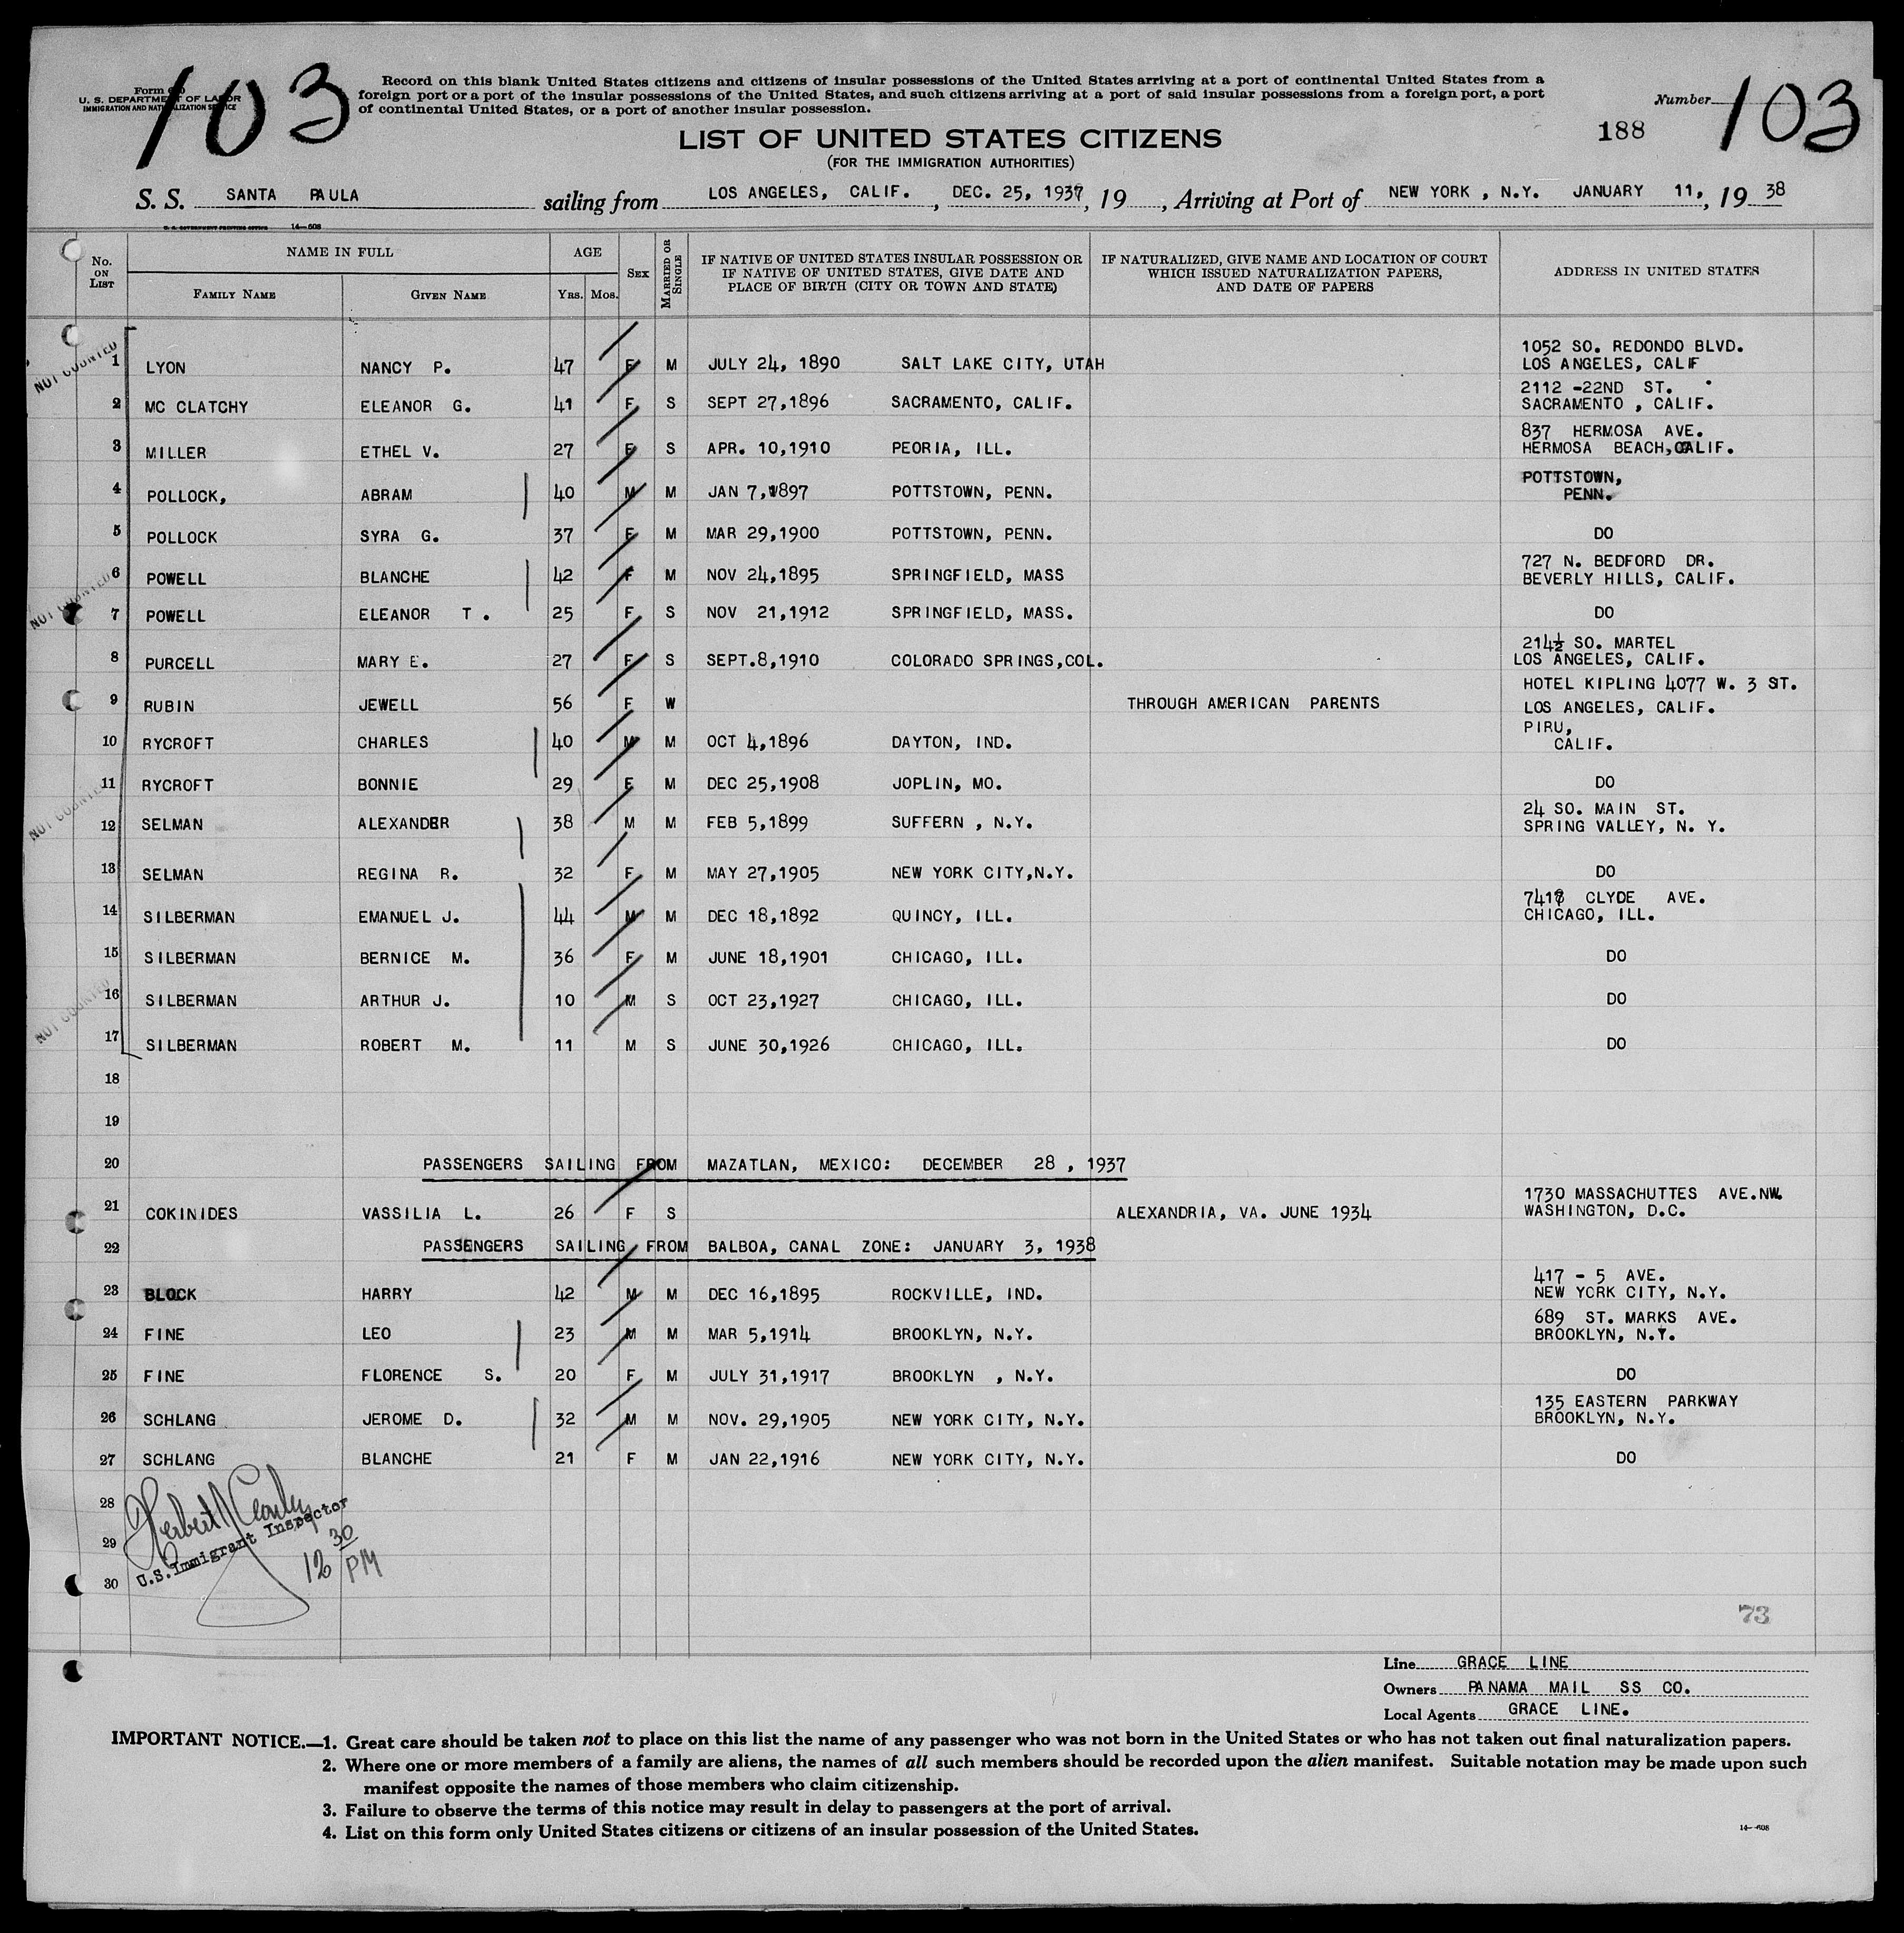 103
Form
U. S. DEPARTMENT OF LABOR
IMMIGRATION AND NATURALIZATION SERVICE
Record on this blank United States citizens and citizens of insular possessions of the United States arriving at a port of continental United States from a
foreign port or a port of the insular possessions of the United States, and such citizens arriving at a port of said insular possessions from a foreign port, a port
of continental United States, or a port of another insular possession.
Number 103
188
LIST OF UNITED STATES CITIZENS
(FOR THE IMMIGRATION AUTHORITIES)
S. S. SANTA PAULA sailing from LOS ANGELES, CALIF. , DEC. 25, 1937, 19 , Arriving at Port of NEW YORK , N.Y. JANUARY 11, , 19 38
U. S. GOVERNMENT PRINTING OFFICE 14—608
No. ON LIST
NAME IN FULL
FAMILY NAME
GIVEN NAME
AGE
YRS. MOS.
SEX
MARRIED OR SINGLE
IF NATIVE OF UNITED STATES INSULAR POSSESSION OR
IF NATIVE OF UNITED STATES, GIVE DATE AND
PLACE OF BIRTH (CITY OR TOWN AND STATE)
IF NATURALIZED, GIVE NAME AND LOCATION OF COURT
WHICH ISSUED NATURALIZATION PAPERS,
AND DATE OF PAPERS
ADDRESS IN UNITED STATES
NOT COUNTED
1052 SO. REDONDO BLVD.
1 LYON NANCY P. 47 F M JULY 24, 1890 SALT LAKE CITY, UTAH LOS ANGELES, CALIF
2112 -22ND ST.
2 MC CLATCHY ELEANOR G. 41 F S SEPT 27,1896 SACRAMENTO, CALIF. SACRAMENTO , CALIF.
837 HERMOSA AVE.
3 MILLER ETHEL V. 27 F S APR. 10,1910 PEORIA, ILL. HERMOSA BEACH, CALIF.
POTTSTOWN,
4 POLLOCK, ABRAM 40 M M JAN 7,1897 POTTSTOWN, PENN. PENN.
5 POLLOCK SYRA G. 37 F M MAR 29,1900 POTTSTOWN, PENN. DO
727 N. BEDFORD DR.
NOT COUNTED
6 POWELL BLANCHE 42 F M NOV 24,1895 SPRINGFIELD, MASS BEVERLY HILLS, CALIF.
7 POWELL ELEANOR T . 25 F S NOV 21,1912 SPRINGFIELD, MASS. DO
214½ SO. MARTEL
8 PURCELL MARY E. 27 F S SEPT.8,1910 COLORADO SPRINGS,COL. LOS ANGELES, CALIF.
HOTEL KIPLING 4077 W. 3 ST.
9 RUBIN JEWELL 56 F W THROUGH AMERICAN PARENTS LOS ANGELES, CALIF.
PIRU,
10 RYCROFT CHARLES 40 M M OCT 4,1896 DAYTON, IND. CALIF.
11 RYCROFT BONNIE 29 F M DEC 25,1908 JOPLIN, MO. DO
NOT COUNTED
24 SO. MAIN ST.
12 SELMAN ALEXANDER 38 M M FEB 5,1899 SUFFERN , N.Y. SPRING VALLEY, N. Y.
13 SELMAN REGINA R. 32 F M MAY 27,1905 NEW YORK CITY,N.Y. DO
7418 CLYDE AVE.
14 SILBERMAN EMANUEL J. 44 M M DEC 18,1892 QUINCY, ILL. CHICAGO, ILL.
15 SILBERMAN BERNICE M. 36 F M JUNE 18,1901 CHICAGO, ILL. DO
NOT COUNTED
16 SILBERMAN ARTHUR J. 10 M S OCT 23,1927 CHICAGO, ILL. DO
17 SILBERMAN ROBERT M. 11 M S JUNE 30,1926 CHICAGO, ILL. DO
18
19
20 PASSENGERS SAILING FROM MAZATLAN, MEXICO: DECEMBER 28 , 1937
1730 MASSACHUTTES AVE.NW.
21 COKINIDES VASSILIA L. 26 F S ALEXANDRIA, VA. JUNE 1934 WASHINGTON, D.C.
22 PASSENGERS SAILING FROM BALBOA, CANAL ZONE: JANUARY 3, 1938
417 - 5 AVE.
23 BLOCK HARRY 42 M M DEC 16,1895 ROCKVILLE, IND. NEW YORK CITY, N.Y.
689 ST. MARKS AVE.
24 FINE LEO 23 M M MAR 5,1914 BROOKLYN, N.Y. BROOKLYN, N.Y.
25 FINE FLORENCE S. 20 F M JULY 31,1917 BROOKLYN , N.Y. DO
135 EASTERN PARKWAY
26 SCHLANG JEROME D. 32 M M NOV. 29,1905 NEW YORK CITY, N.Y. BROOKLYN, N.Y.
27 SCHLANG BLANCHE 21 F M JAN 22,1916 NEW YORK CITY, N.Y. DO
28
29
30
Herbert
U.S. Immigrant Inspector
12 30 PM
73
Line GRACE LINE
Owners PANAMA MAIL SS CO.
Local Agents GRACE LINE.
IMPORTANT NOTICE.—1. Great care should be taken not to place on this list the name of any passenger who was not born in the United States or who has not taken out final naturalization papers.
2. Where one or more members of a family are aliens, the names of all such members should be recorded upon the alien manifest. Suitable notation may be made upon such
manifest opposite the names of those members who claim citizenship.
3. Failure to observe the terms of this notice may result in delay to passengers at the port of arrival.
4. List on this form only United States citizens or citizens of an insular possession of the United States.
14—608